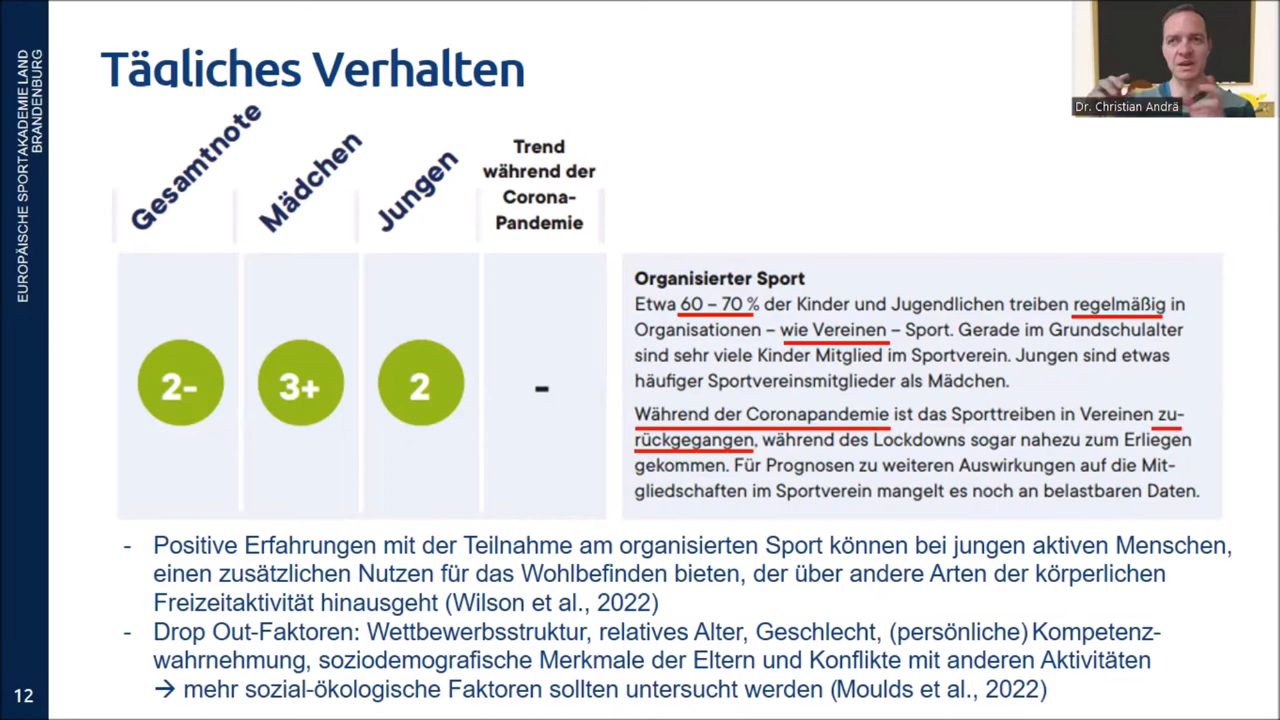 EUROPÄISCHE SPORTAKADEMIE LAND
BRANDENBURG
Tägliches Verhalten
Dr. Christian Andrä
Gesamtnote
Mädchen
Jungen
Trend
während der
Corona-
Pandemie
2-
3+
2
-
Organisierter Sport
Etwa 60 – 70 % der Kinder und Jugendlichen treiben regelmäßig in
Organisationen – wie Vereinen – Sport. Gerade im Grundschulalter
sind sehr viele Kinder Mitglied im Sportverein. Jungen sind etwas
häufiger Sportvereinsmitglieder als Mädchen.
Während der Coronapandemie ist das Sporttreiben in Vereinen zu-
rückgegangen, während des Lockdowns sogar nahezu zum Erliegen
gekommen. Für Prognosen zu weiteren Auswirkungen auf die Mit-
gliedschaften im Sportverein mangelt es noch an belastbaren Daten.
- Positive Erfahrungen mit der Teilnahme am organisierten Sport können bei jungen aktiven Menschen,
einen zusätzlichen Nutzen für das Wohlbefinden bieten, der über andere Arten der körperlichen
Freizeitaktivität hinausgeht (Wilson et al., 2022)
- Drop Out-Faktoren: Wettbewerbsstruktur, relatives Alter, Geschlecht, (persönliche) Kompetenz-
wahrnehmung, soziodemografische Merkmale der Eltern und Konflikte mit anderen Aktivitäten
→ mehr sozial-ökologische Faktoren sollten untersucht werden (Moulds et al., 2022)
12